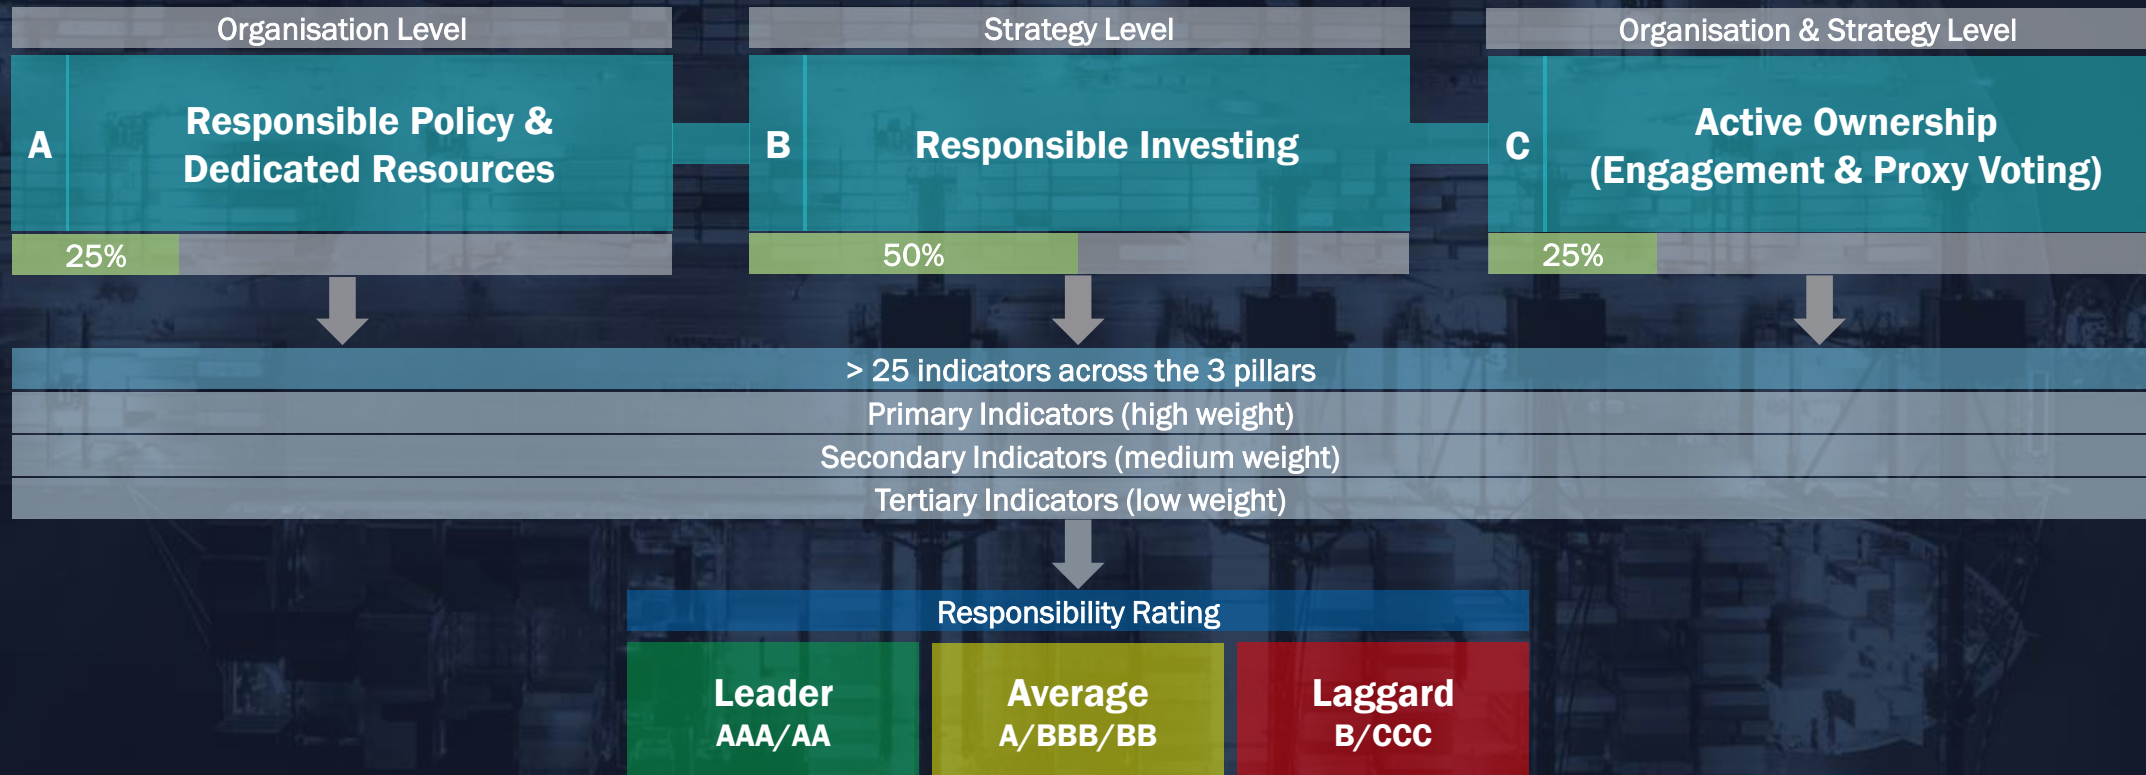 Organisation Level
Strategy Level
Organisation & Strategy Level
A
Responsible Policy &
Dedicated Resources
B
Responsible Investing
C
Active Ownership
(Engagement & Proxy Voting)
25%
50%
25%
> 25 indicators across the 3 pillars
Primary Indicators (high weight)
Secondary Indicators (medium weight)
Tertiary Indicators (low weight)
Responsibility Rating
Leader
AAA/AA
Average
A/BBB/BB
Laggard
B/CCC